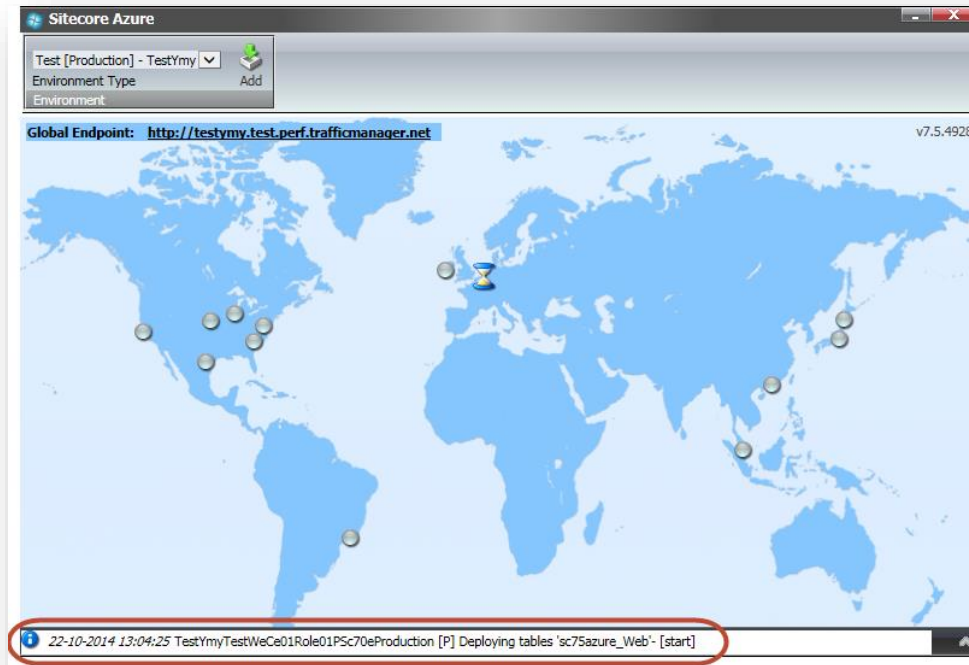 Sitecore Azure
Test [Production] - TestYmy
Environment Type
Add
Environment
Global Endpoint: http://testymy.test.perf.trafficmanager.net
v7.5.4928
22-10-2014 13:04:25 TestYmyTestWeCe01Role01PSc70eProduction [P] Deploying tables 'sc75azure_Web'- [start]